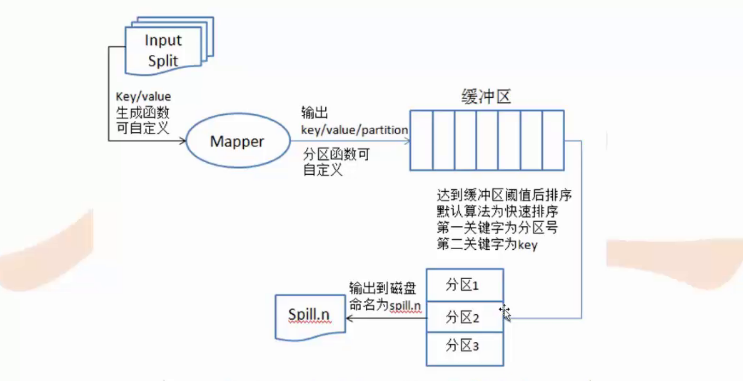 Input
Split
Key/value
生成函数
可自定义
Mapper
输出
key/value/partition
分区函数可
自定义
缓冲区
达到缓冲区阈值后排序
默认算法为快速排序
第一关键字为分区号
第二关键字为key
分区1
分区2
分区3
输出到磁盘
命名为spill.n
Spill.n